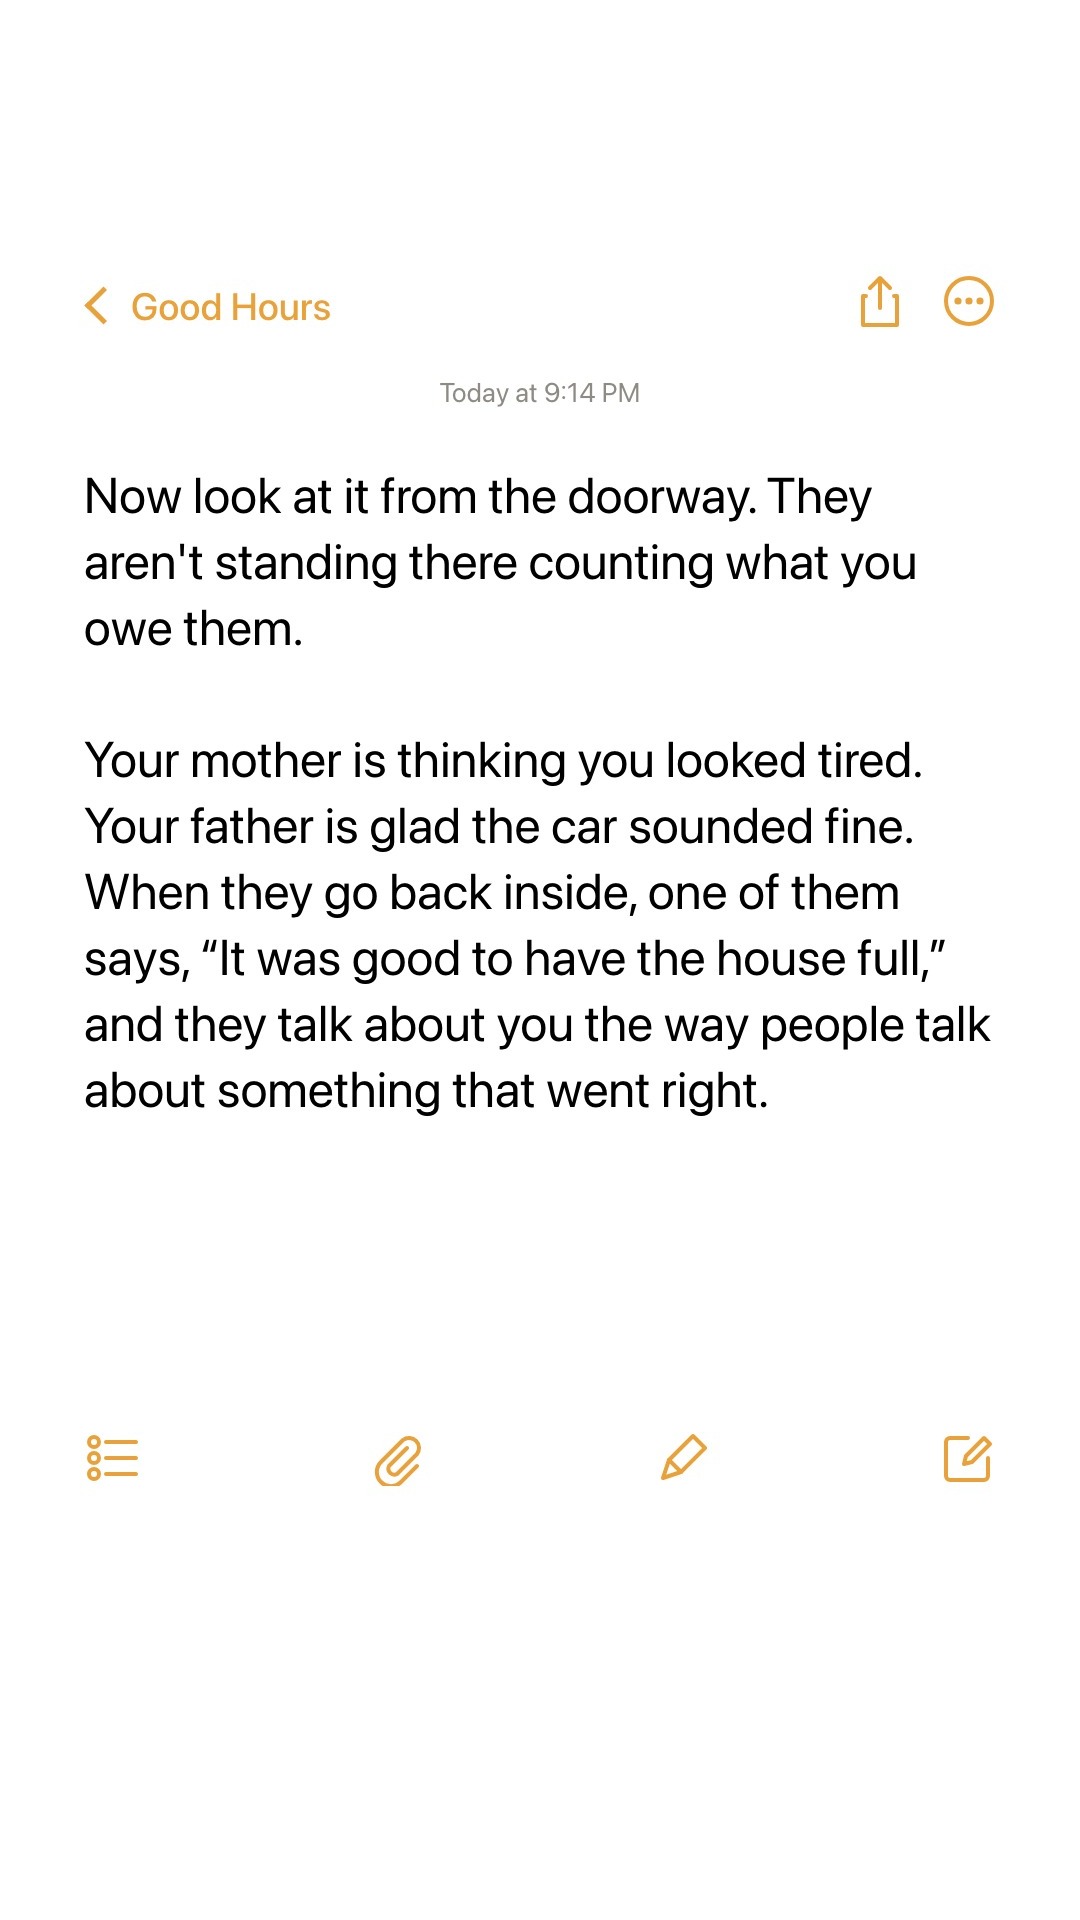 Good Hours
Today at 9:14 PM
Now look at it from the doorway. They
aren't standing there counting what you
owe them.
Your mother is thinking you looked tired.
Your father is glad the car sounded fine.
When they go back inside, one of them
says, “It was good to have the house full,”
and they talk about you the way people talk
about something that went right.